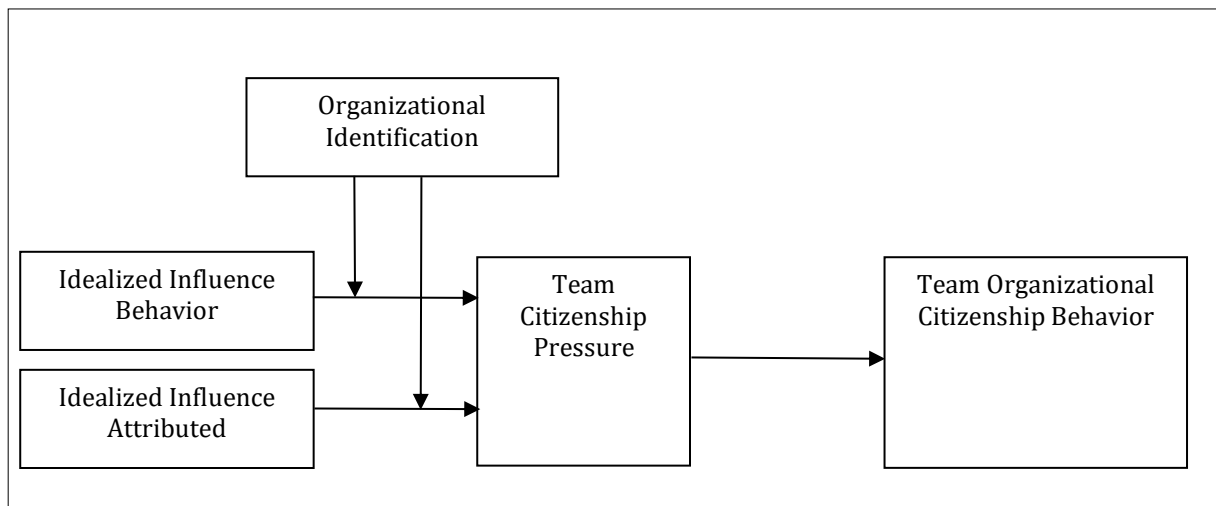 Organizational
Identification
Idealized Influence
Behavior
Team
Citizenship
Pressure
Team Organizational
Citizenship Behavior
Idealized Influence
Attributed